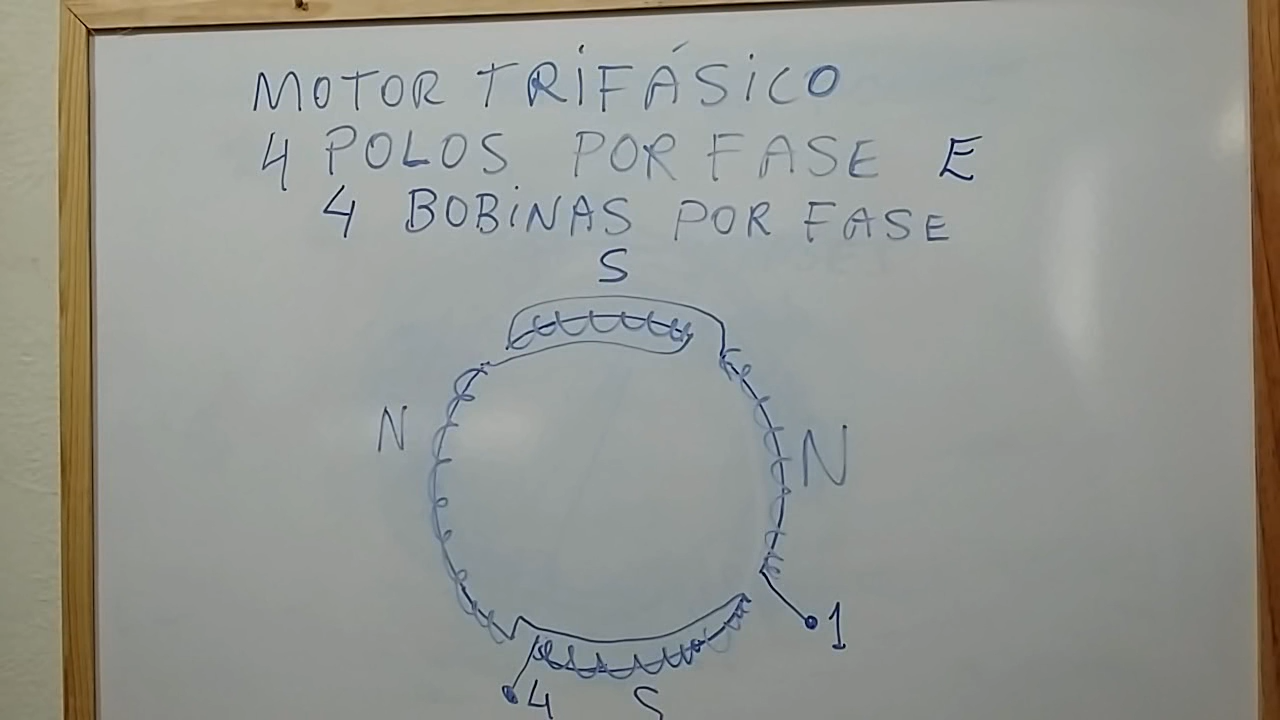 MOTOR TRIFÁSICO
4 POLOS POR FASE E
4 BOBINAS POR FASE
S
N
N
1
4
S